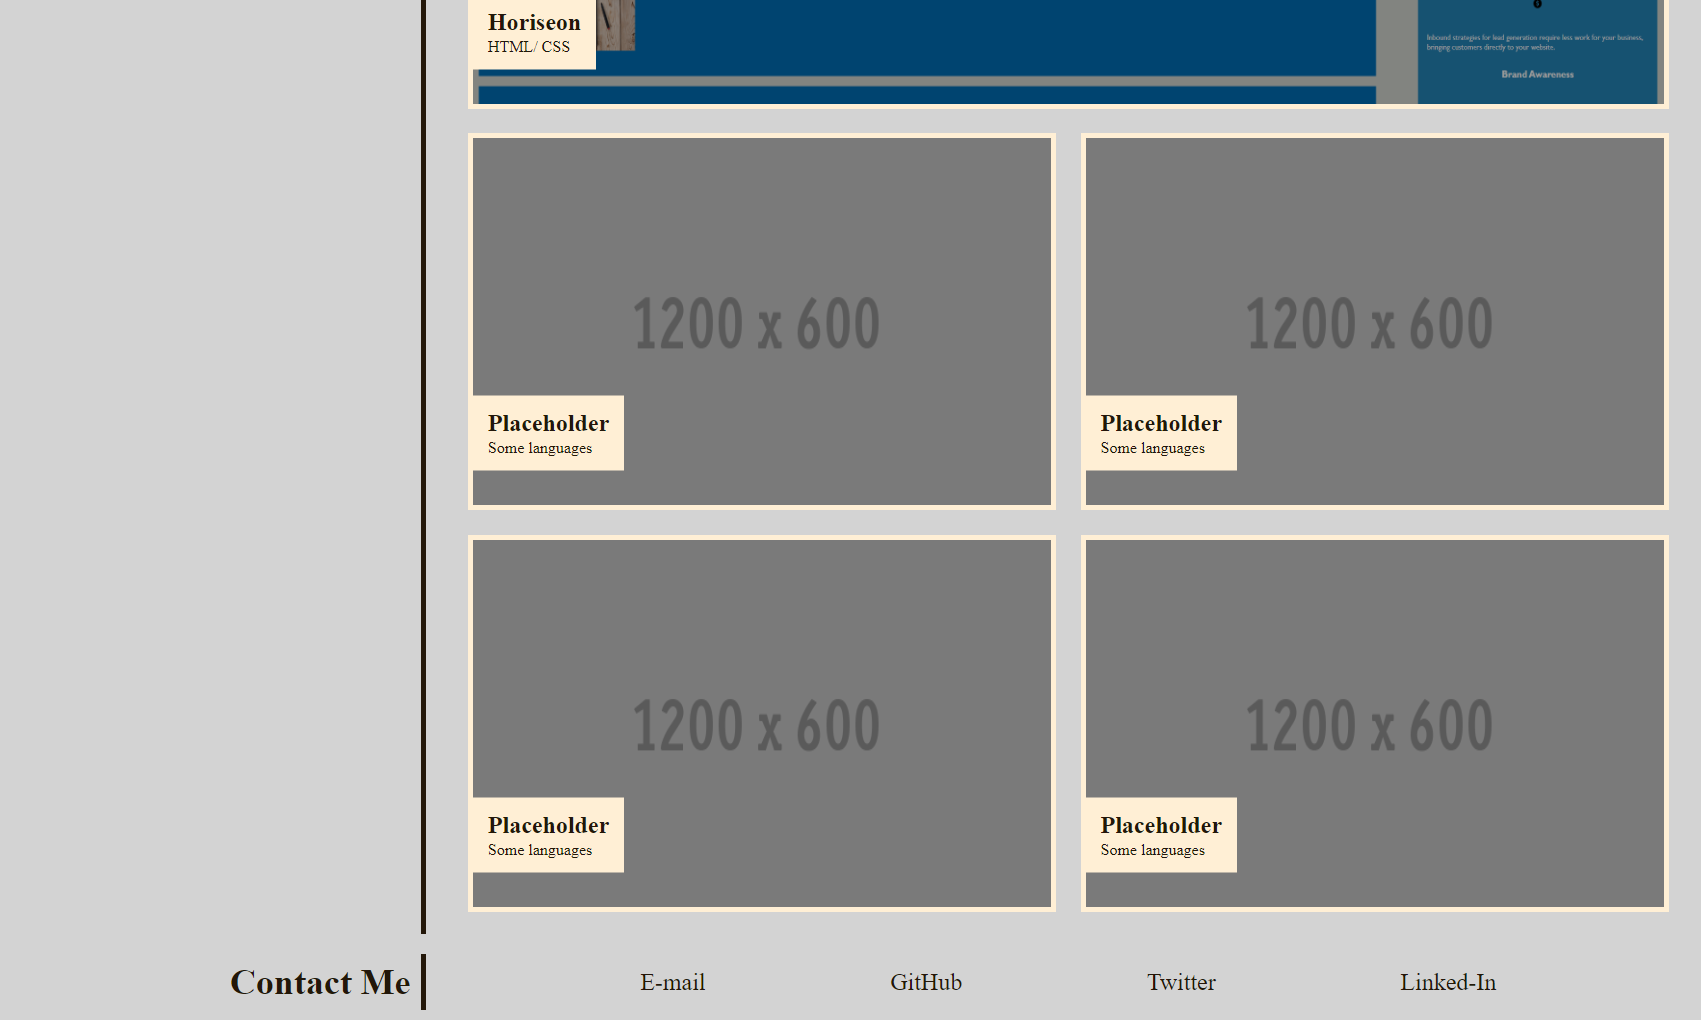 Horiseon
HTML/ CSS
Inbound strategies for lead generation require less work for your business,
bringing customers directly to your website.
Brand Awareness
1200 x 600
1200 x 600
Placeholder
Some languages
Placeholder
Some languages
1200 x 600
1200 x 600
Placeholder
Some languages
Placeholder
Some languages
Contact Me
E-mail
GitHub
Twitter
Linked-In